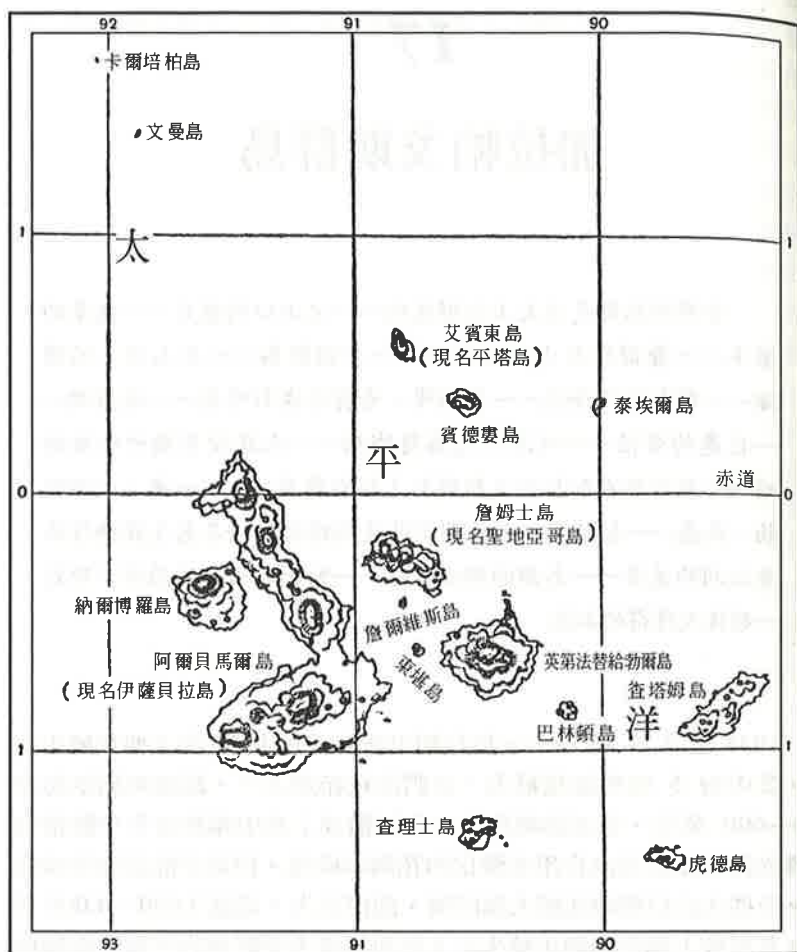 92
91
90
卡爾培柏島
文曼島
1
1
太
艾賓東島
(現名平塔島)
泰埃爾島
賓德婁島
平
赤道
0
0
詹姆士島
(現名聖地亞哥島)
納爾博羅島
詹爾維斯島
阿爾貝馬爾島
(現名伊薩貝拉島)
英第法替給勃爾島
查塔姆島
巴林頓島
洋
1
1
查理士島
虎德島
93
91
90